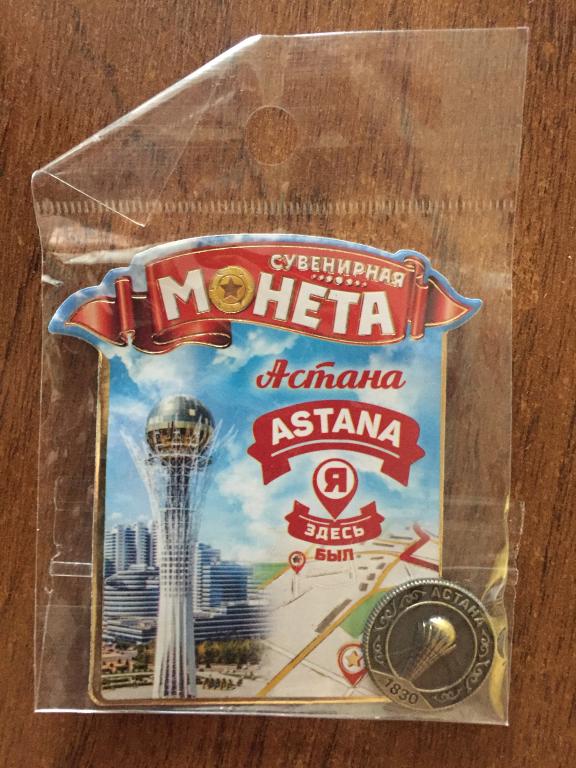 СУВЕНИРНАЯ
МОНЕТА
Астана
ASTANA
Я
ЗДЕСЬ
БЫЛ
АСТАНА
1830